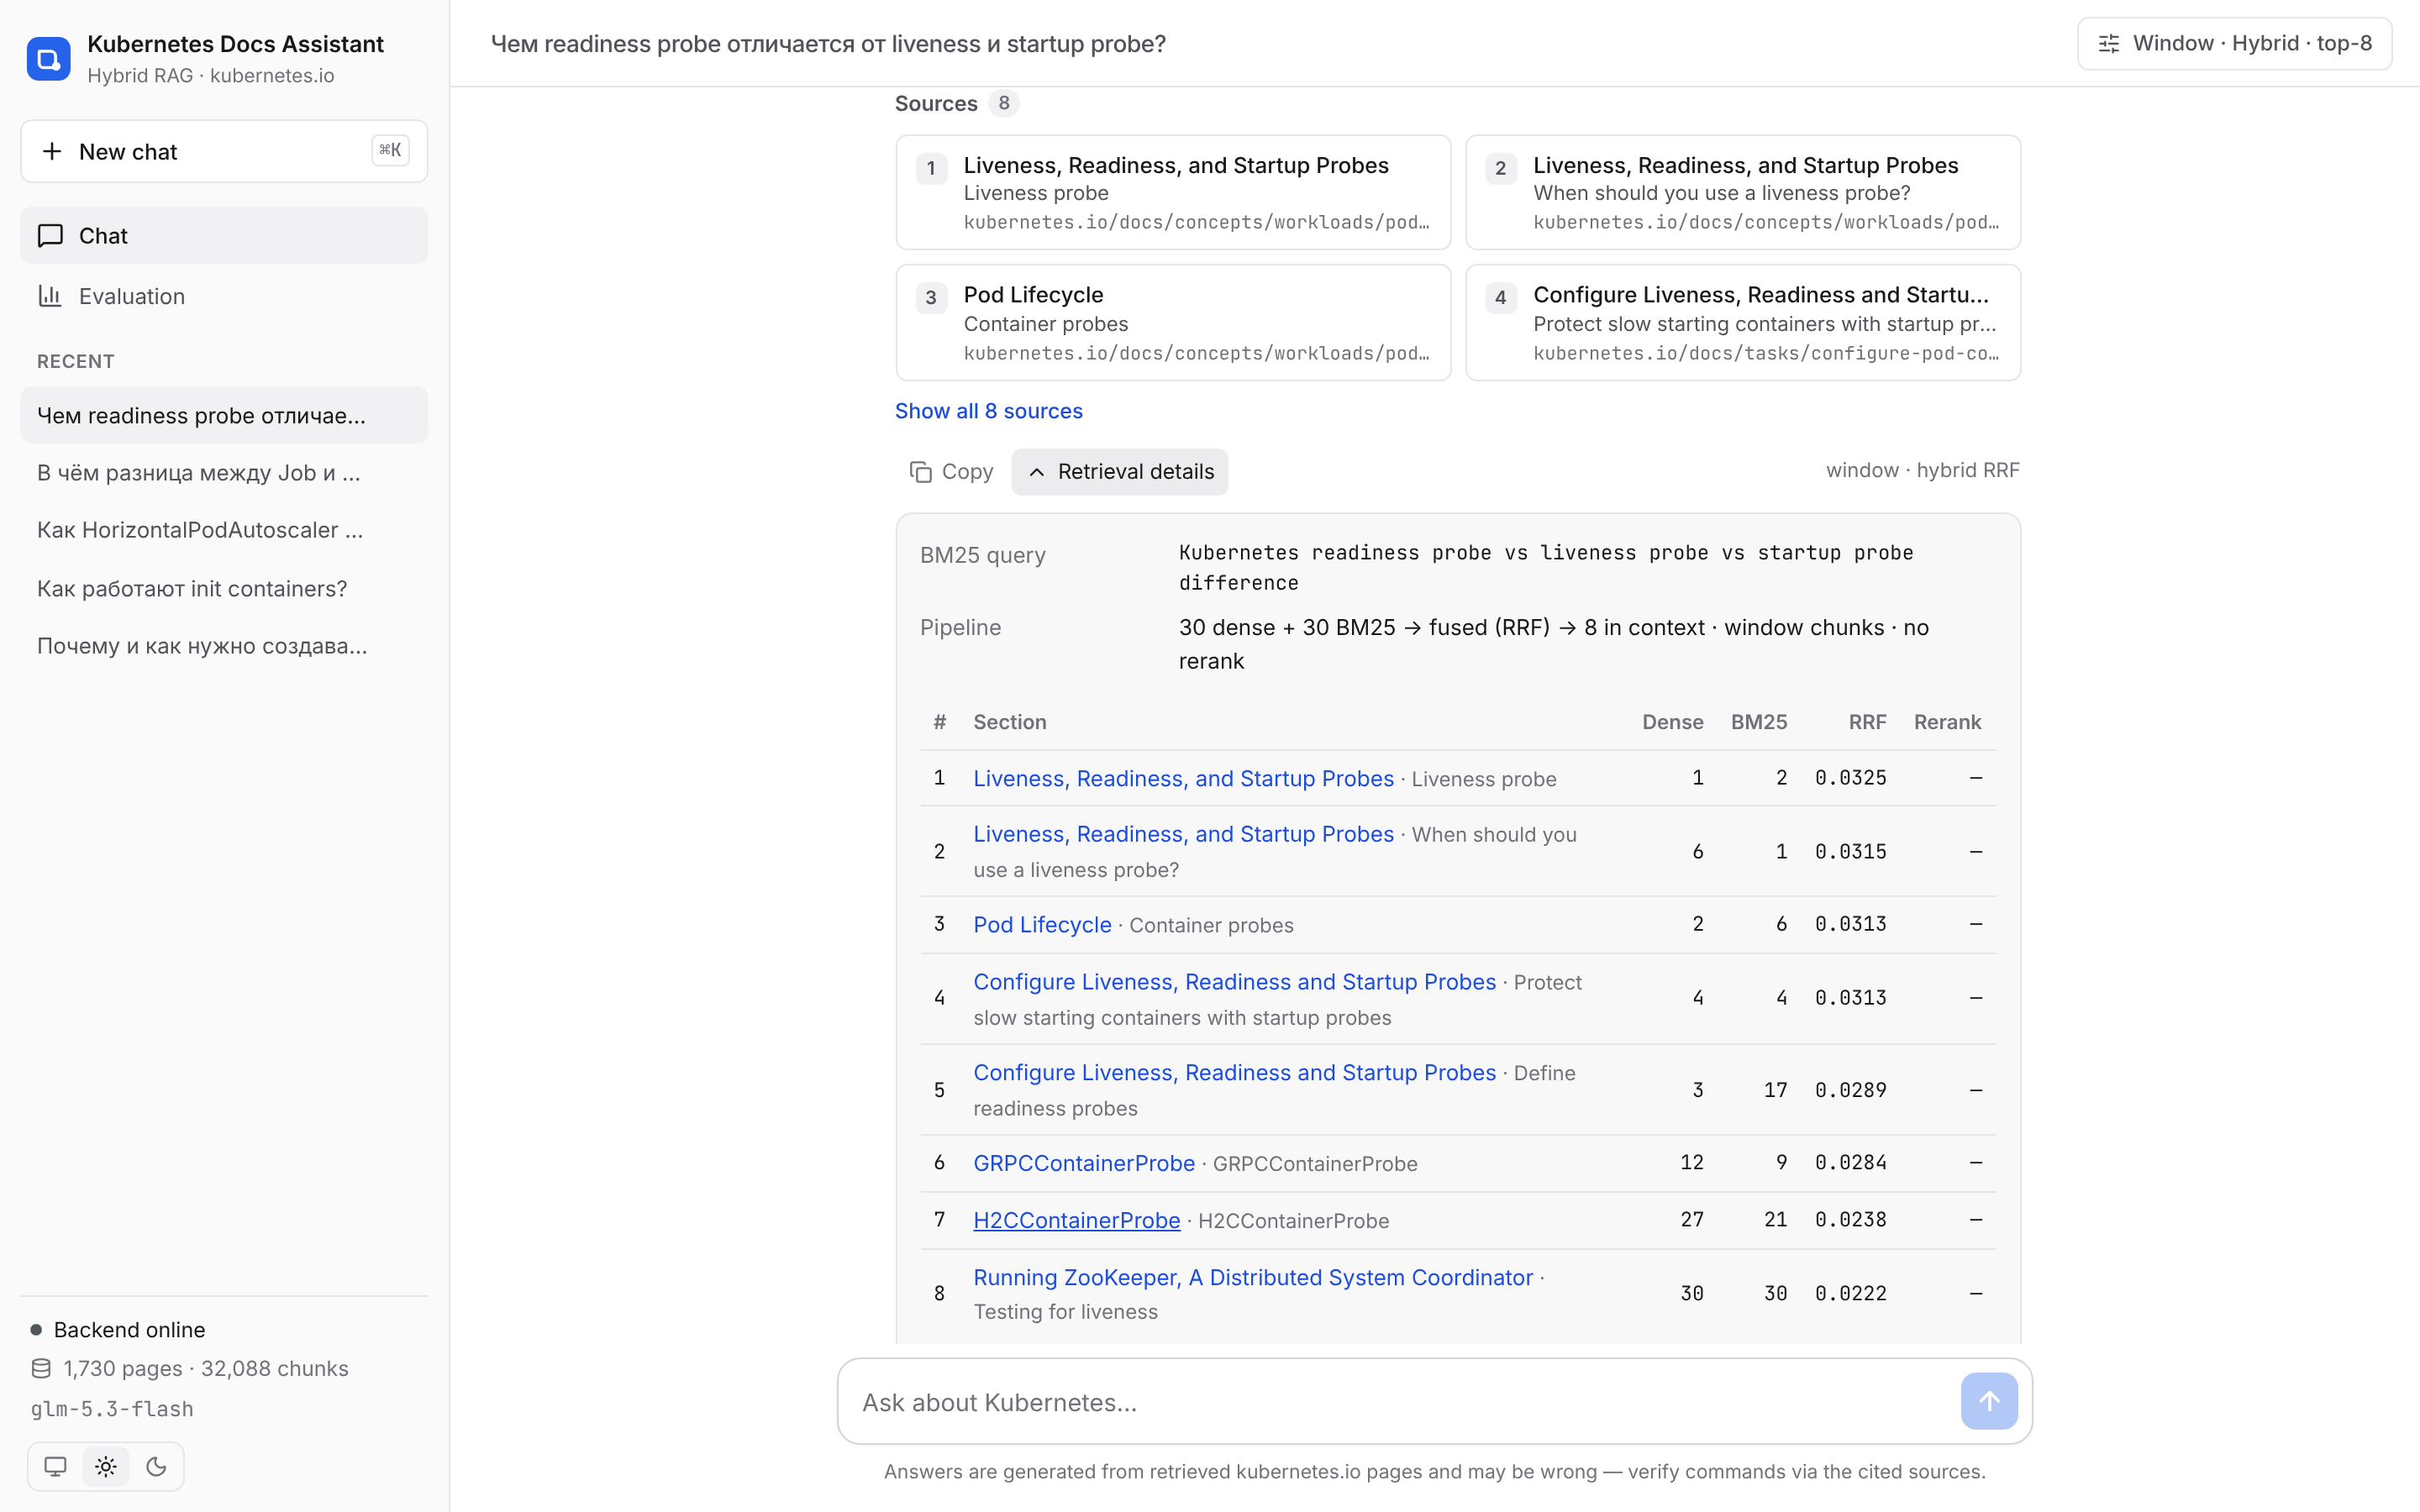 Kubernetes Docs Assistant
Hybrid RAG · kubernetes.io
New chat
⌘K
Chat
Evaluation
RECENT
Чем readiness probe отличае...
В чём разница между Job и ...
Как HorizontalPodAutoscaler ...
Как работают init containers?
Почему и как нужно создава...
Backend online
1,730 pages · 32,088 chunks
glm-5.3-flash
Чем readiness probe отличается от liveness и startup probe?
Window · Hybrid · top-8
Sources 8
1 Liveness, Readiness, and Startup Probes
Liveness probe
kubernetes.io/docs/concepts/workloads/pod…
2 Liveness, Readiness, and Startup Probes
When should you use a liveness probe?
kubernetes.io/docs/concepts/workloads/pod…
3 Pod Lifecycle
Container probes
kubernetes.io/docs/concepts/workloads/pod…
4 Configure Liveness, Readiness and Startu...
Protect slow starting containers with startup pr...
kubernetes.io/docs/tasks/configure-pod-co…
Show all 8 sources
Copy
Retrieval details
window · hybrid RRF
BM25 query Kubernetes readiness probe vs liveness probe vs startup probe
difference
Pipeline 30 dense + 30 BM25 → fused (RRF) → 8 in context · window chunks · no
rerank
# Section Dense BM25 RRF Rerank
1 Liveness, Readiness, and Startup Probes · Liveness probe 1 2 0.0325 —
2 Liveness, Readiness, and Startup Probes · When should you
use a liveness probe? 6 1 0.0315 —
3 Pod Lifecycle · Container probes 2 6 0.0313 —
4 Configure Liveness, Readiness and Startup Probes · Protect
slow starting containers with startup probes 4 4 0.0313 —
5 Configure Liveness, Readiness and Startup Probes · Define
readiness probes 3 17 0.0289 —
6 GRPCContainerProbe · GRPCContainerProbe 12 9 0.0284 —
7 H2CContainerProbe · H2CContainerProbe 27 21 0.0238 —
8 Running ZooKeeper, A Distributed System Coordinator ·
Testing for liveness 30 30 0.0222 —
Ask about Kubernetes...
Answers are generated from retrieved kubernetes.io pages and may be wrong — verify commands via the cited sources.